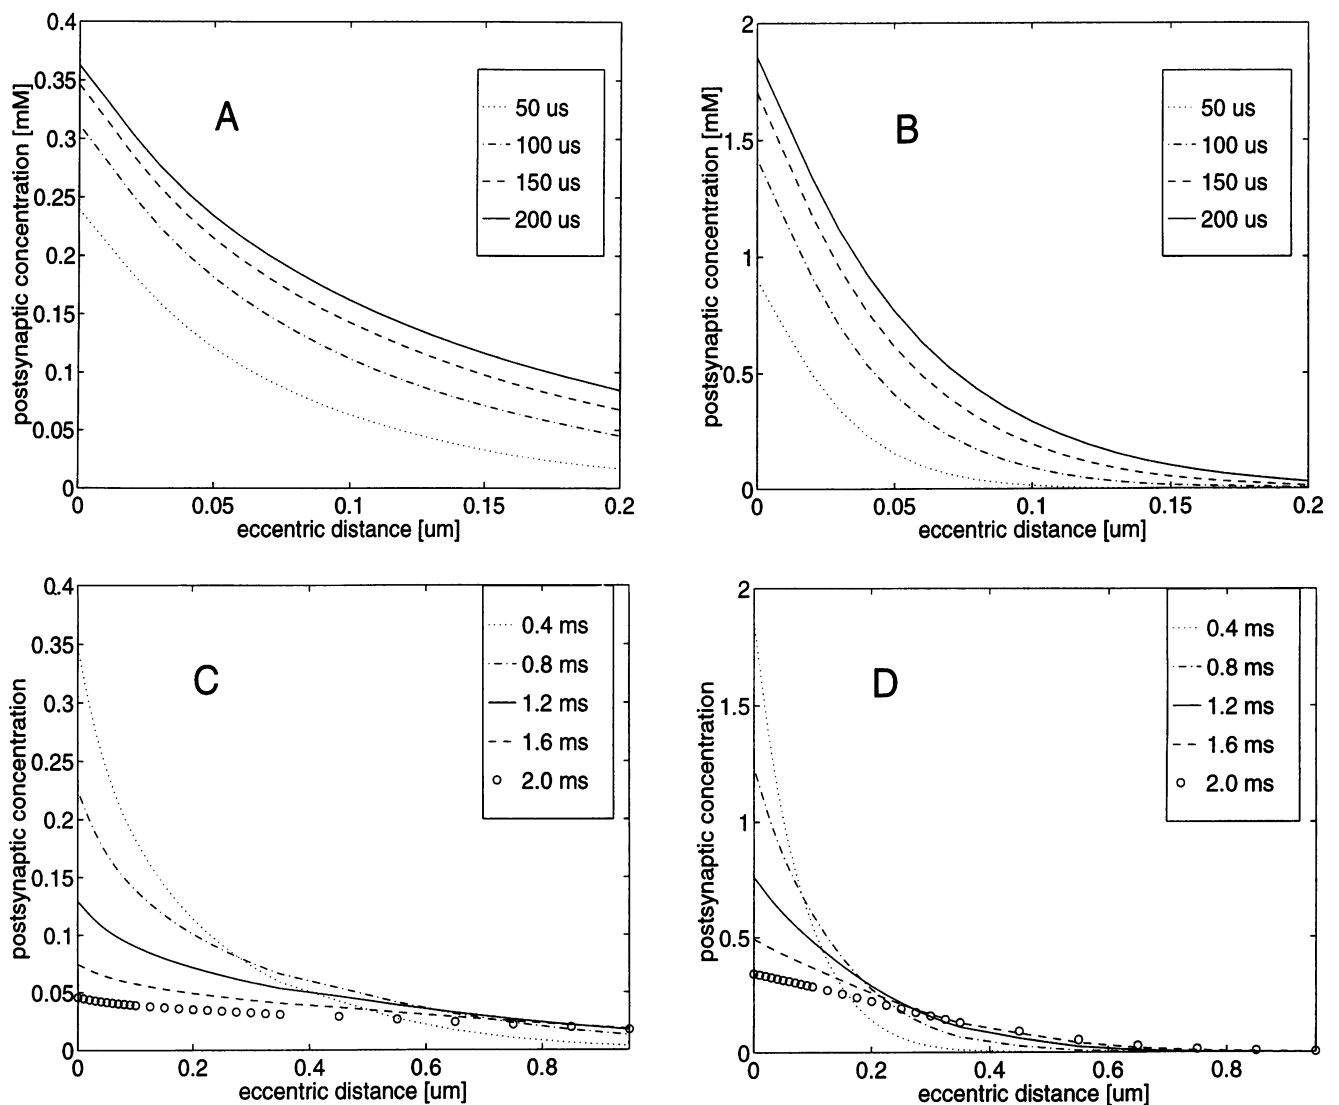 A
postsynaptic concentration [mM]
0.4
0.35
0.3
0.25
0.2
0.15
0.1
0.05
0
50 us
100 us
150 us
200 us
0 0.05 0.1 0.15 0.2
eccentric distance [um]
B
postsynaptic concentration [mM]
2
1.5
1
0.5
0
50 us
100 us
150 us
200 us
0 0.05 0.1 0.15 0.2
eccentric distance [um]
C
postsynaptic concentration
0.4
0.35
0.3
0.25
0.2
0.15
0.1
0.05
0
0.4 ms
0.8 ms
1.2 ms
1.6 ms
2.0 ms
0 0.2 0.4 0.6 0.8
eccentric distance [um]
D
postsynaptic concentration
2
1.5
1
0.5
0
0.4 ms
0.8 ms
1.2 ms
1.6 ms
2.0 ms
0 0.2 0.4 0.6 0.8
eccentric distance [um]